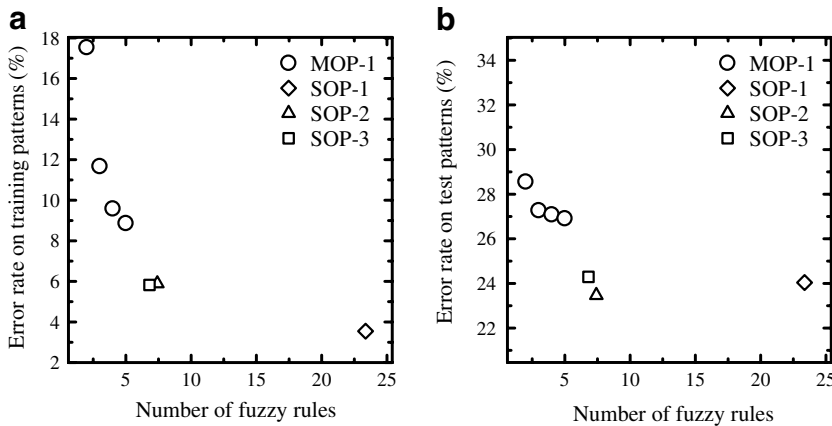 a
Error rate on training patterns (%)
18
16
14
12
10
8
6
4
2
5
10
15
20
25
Number of fuzzy rules
MOP-1
SOP-1
SOP-2
SOP-3
b
Error rate on test patterns (%)
34
32
30
28
26
24
22
5
10
15
20
25
Number of fuzzy rules
MOP-1
SOP-1
SOP-2
SOP-3